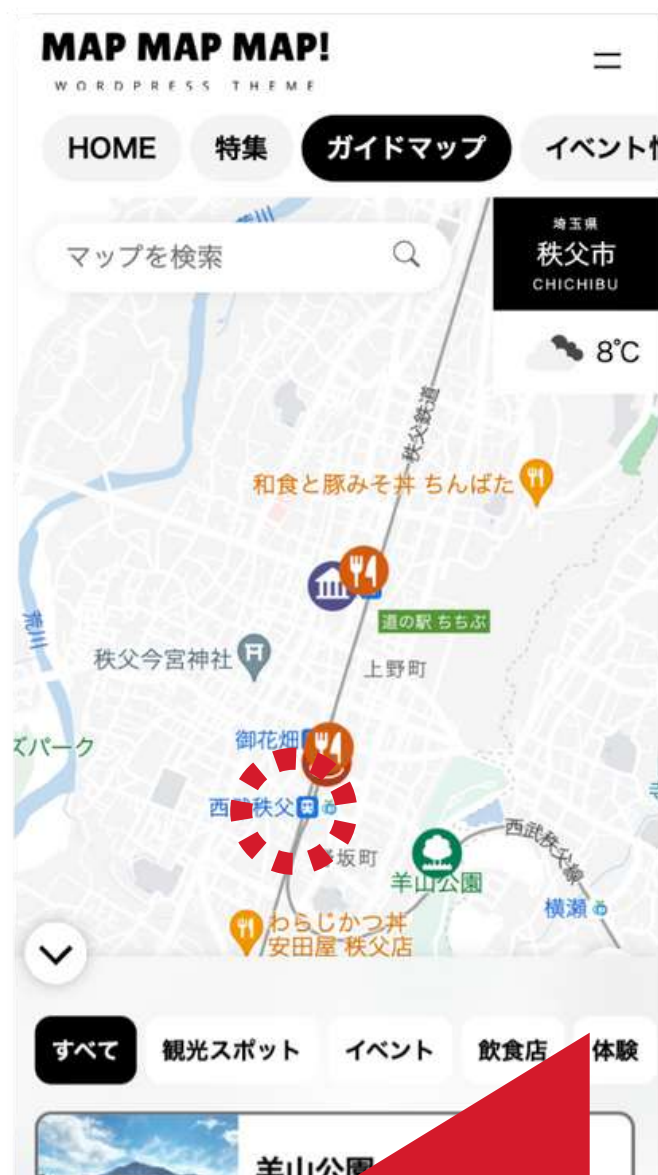 MAP MAP MAP!
WORDPRESS THEME
HOME
特集
ガイドマップ
イベント
埼玉県
秩父市
CHICHIBU
8°C
荒川
マップを検索
秩父鉄道
和食と豚みそ丼 ちんばた
道の駅 ちちぶ
荒川
秩父今宮神社
上野町
ズパーク
御花畑
西武秩父
坂町
西武秩父線
羊山公園
横瀬
わらじかつ丼
安田屋 秩父店
すべて
観光スポット
イベント
飲食店
体験
羊山公園